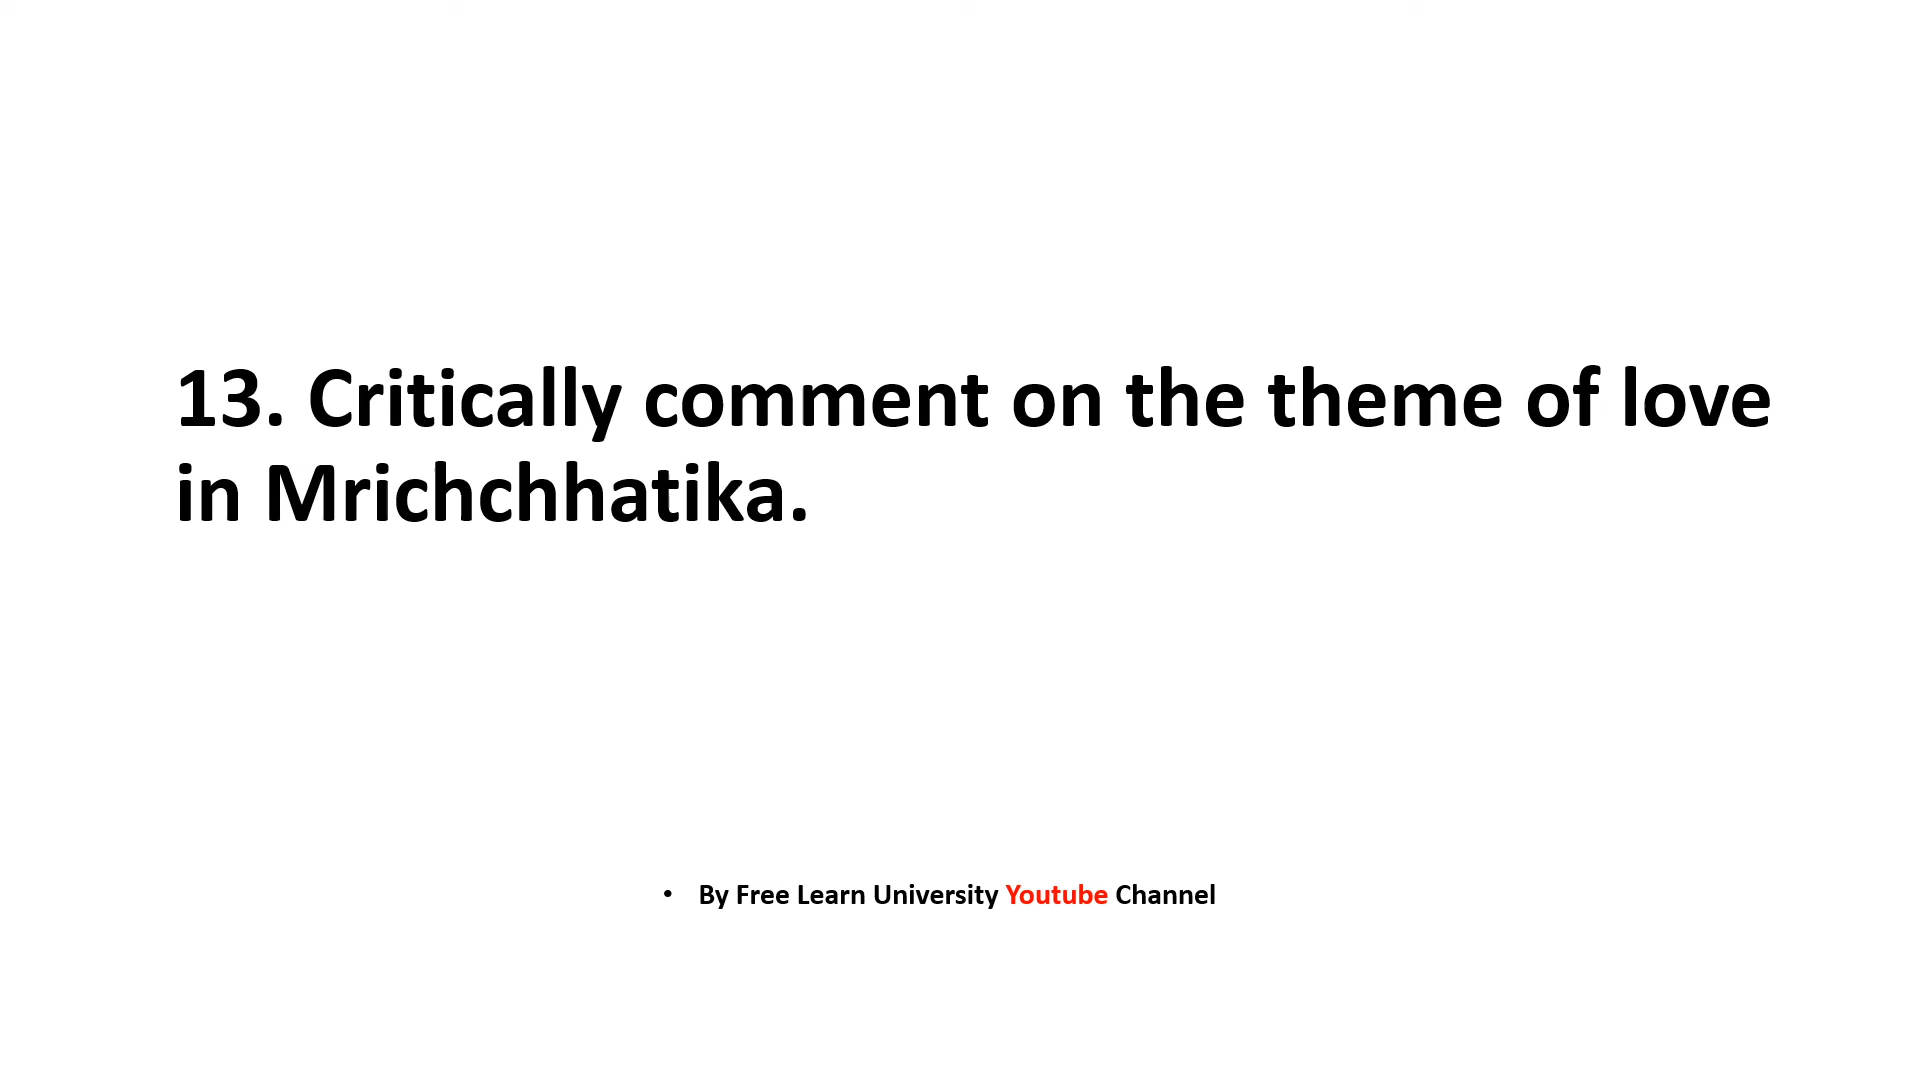 13. Critically comment on the theme of love
in Mrichchhatika.
• By Free Learn University Youtube Channel